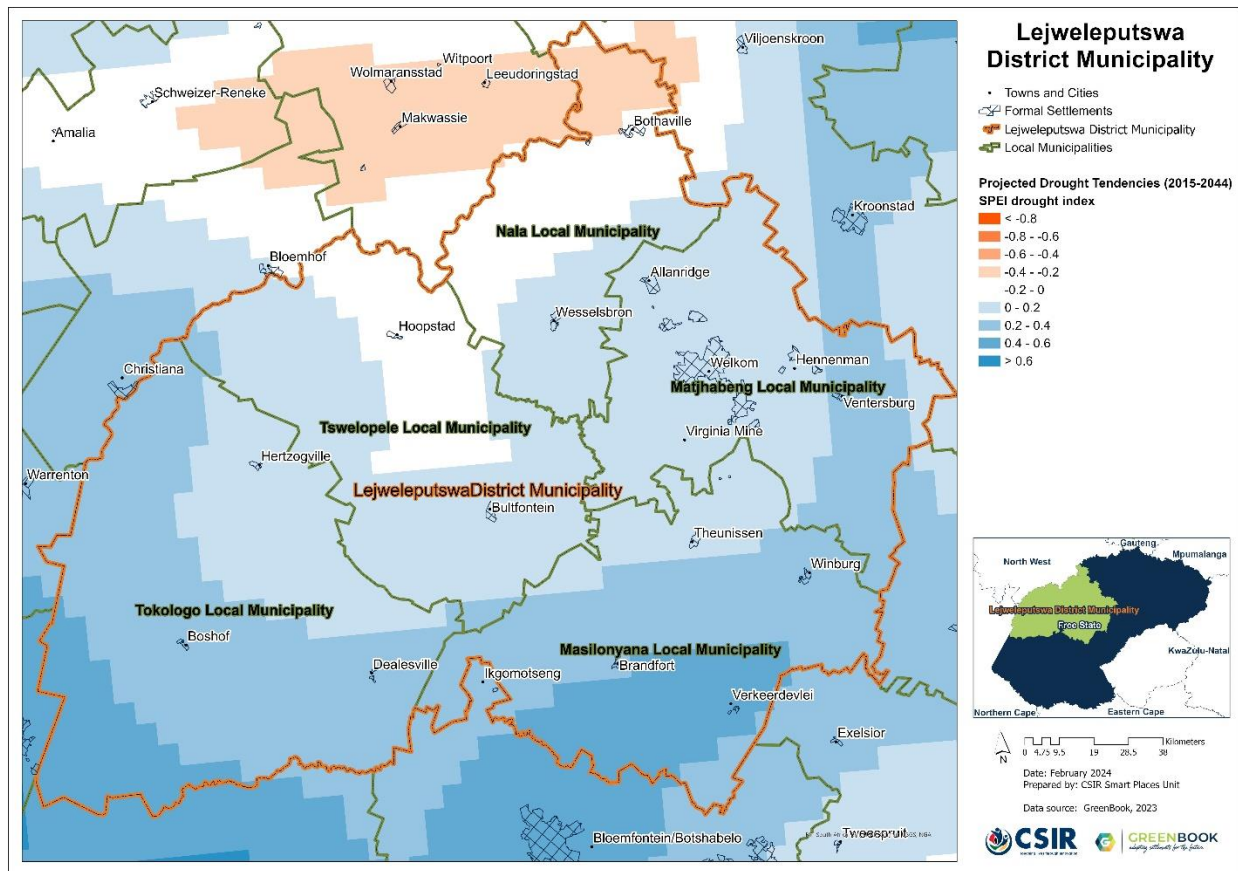 Lejweleputswa
District Municipality
Towns and Cities
Formal Settlements
Lejweleputswa District Municipality
Local Municipalities
Projected Drought Tendencies (2015-2044)
SPEI drought index
< -0.8
-0.8 - -0.6
-0.6 - -0.4
-0.4 - -0.2
-0.2 - 0
0 - 0.2
0.2 - 0.4
0.4 - 0.6
> 0.6
Viljoenskroon
Witpoort
Wolmaransstad
Leeudoringstad
Schweizer-Reneke
Makwassie
Bothaville
Amalia
Kroonstad
Nala Local Municipality
Bloemhof
Allanridge
Wesselsbron
Hoopstad
Christiana
Welkom
Hennenman
Matjhabeng Local Municipality
Ventersburg
Tswelopele Local Municipality
Virginia Mine
Hertzogville
Warrenton
LejweleputswaDistrict Municipality
Bultfontein
Theunissen
Winburg
Tokologo Local Municipality
Boshof
Masilonyana Local Municipality
Brandfort
Dealesville
Ikgomotseng
Verkeerdevlei
Exelsior
Bloemfontein/Botshabelo
Tweespruit
Gauteng
Mpumalanga
North West
Lejweleputswa District Municipality
Free State
KwaZulu-Natal
Northern Cape
Eastern Cape
Kilometers
0 4.75 9.5 19 28.5 38
N
Date: February 2024
Prepared by: CSIR Smart Places Unit
Data source: GreenBook, 2023
CSIR
GREENBOOK
adapting settlements for the future